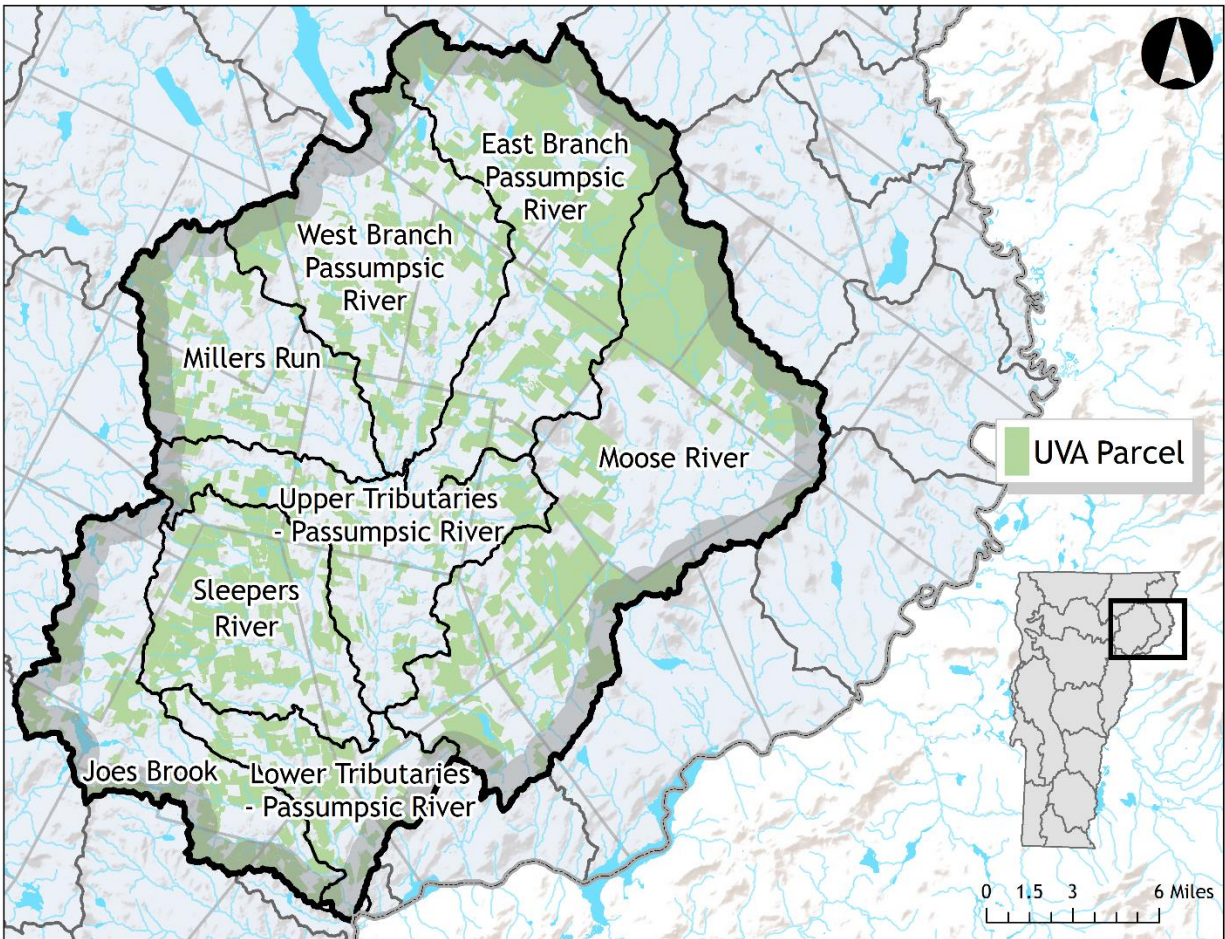 East Branch
Passumpsic
River
West Branch
Passumpsic
River
Millers Run
Moose River
UVA Parcel
Upper Tributaries
- Passumpsic River
Sleepers
River
Joes Brook
Lower Tributaries
- Passumpsic River
0 1.5 3 6 Miles